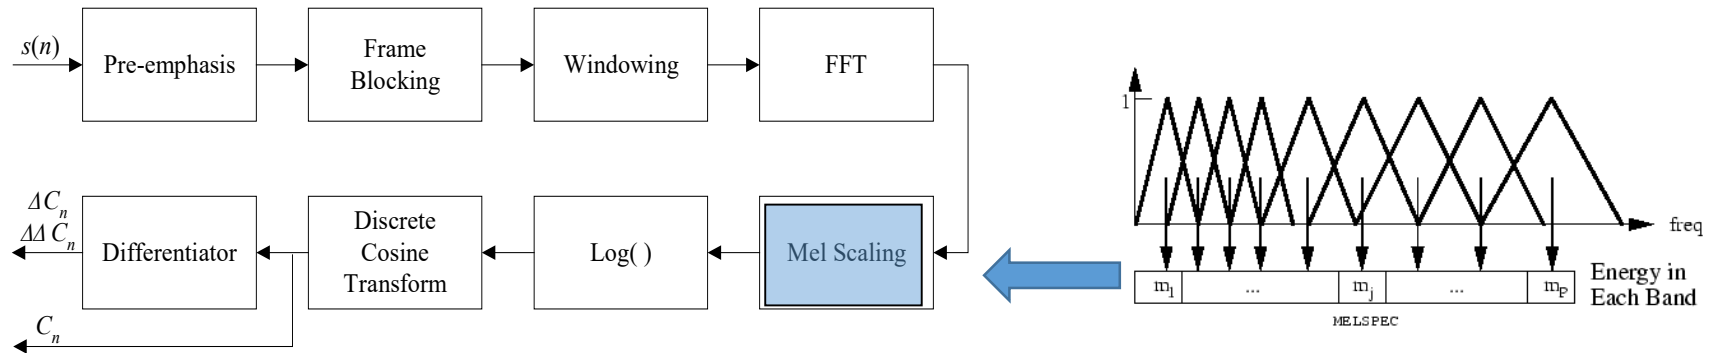 s(n)
Pre-emphasis
Frame
Blocking
Windowing
FFT
ΔC_n
ΔΔ C_n
Differentiator
Discrete
Cosine
Transform
Log( )
Mel Scaling
C_n
1
freq
m_1
...
m_j
...
m_P
Energy in
Each Band
MELSPEC